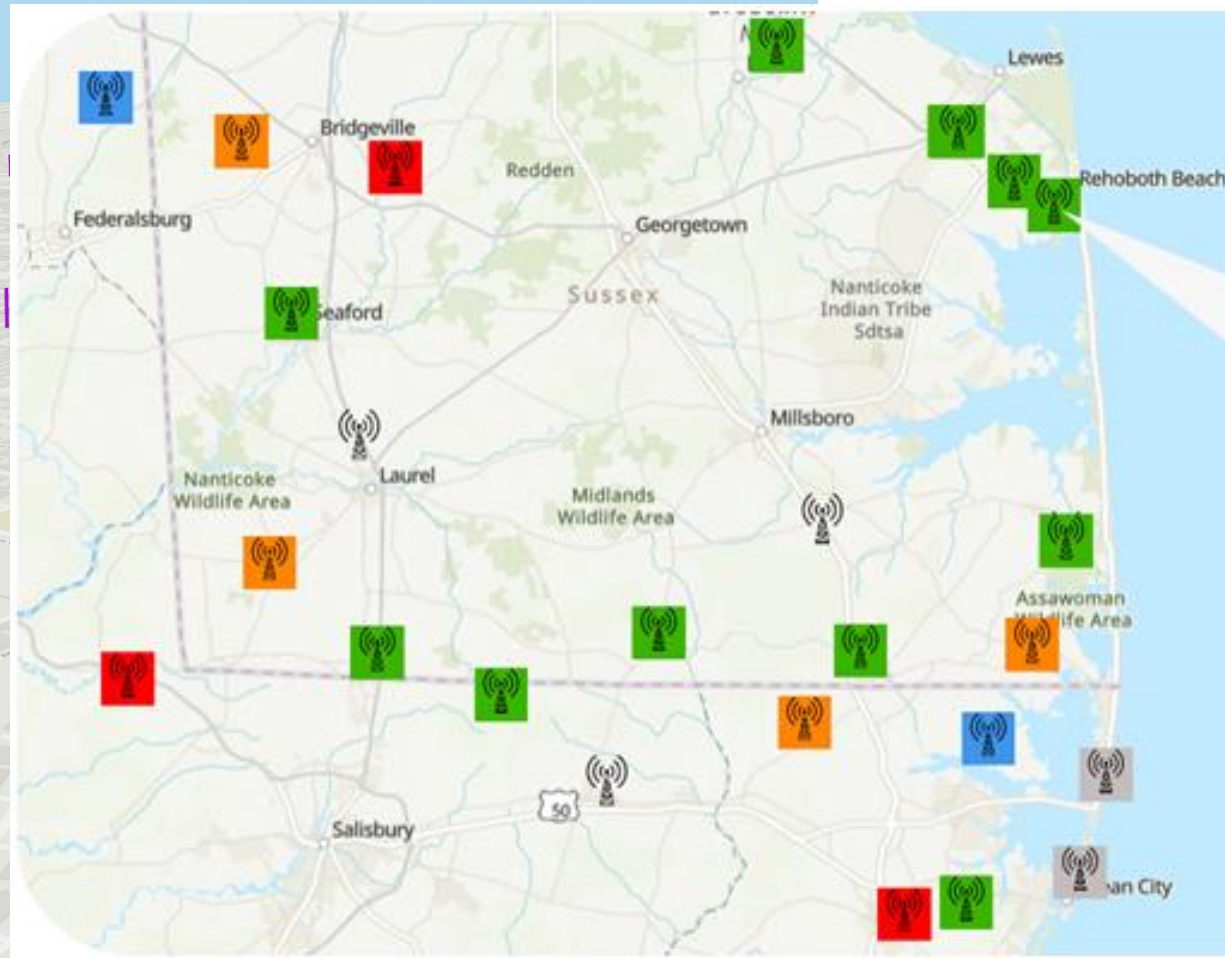 Lewes
Bridgeville
Redden
Rehoboth Beach
Federalsburg
Georgetown
Sussex
Nanticoke
Indian Tribe
Sdtsa
Seaford
Millsboro
Laurel
Nanticoke
Wildlife Area
Midlands
Wildlife Area
Assawoman
Wildlife Area
50
Salisbury
an City